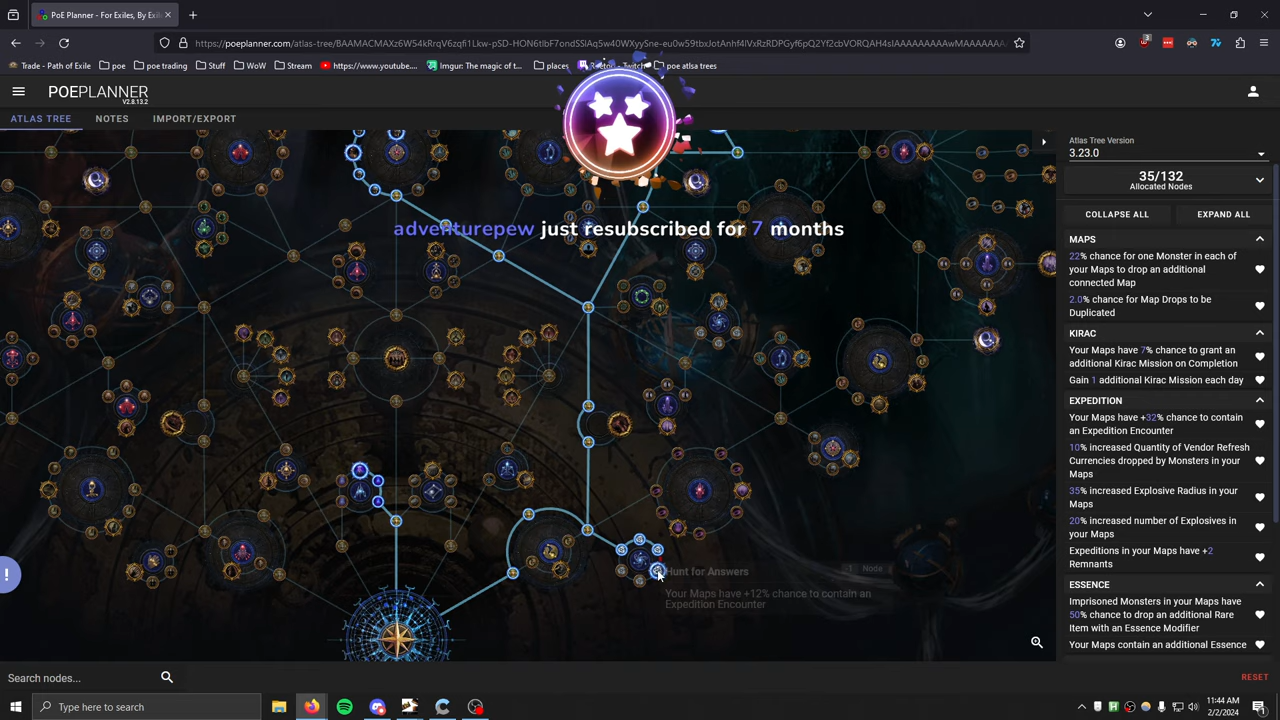 PoE Planner - For Exiles, By Exil
https://poeplanner.com/atlas-tree/
Trade - Path of Exile
poe
poe trading
Stuff
WoW
Stream
https://www.youtube....
Imgur: The magic of t...
places
- Twitch
poe atlsa trees
POEPLANNER
V2.8.13.2
ATLAS TREE
NOTES
IMPORT/EXPORT
adventurepew just resubscribed for 7 months
Hunt for Answers
-1 Node
Your Maps have +12% chance to contain an
Expedition Encounter
Atlas Tree Version
3.23.0
35/132
Allocated Nodes
COLLAPSE ALL
EXPAND ALL
MAPS
22% chance for one Monster in each of
your Maps to drop an additional
connected Map
2.0% chance for Map Drops to be
Duplicated
KIRAC
Your Maps have 7% chance to grant an
additional Kirac Mission on Completion
Gain 1 additional Kirac Mission each day
EXPEDITION
Your Maps have +32% chance to contain
an Expedition Encounter
10% increased Quantity of Vendor Refresh
Currencies dropped by Monsters in your
Maps
35% increased Explosive Radius in your
Maps
20% increased number of Explosives in
your Maps
Expeditions in your Maps have +2
Remnants
ESSENCE
Imprisoned Monsters in your Maps have
50% chance to drop an additional Rare
Item with an Essence Modifier
Your Maps contain an additional Essence
!
Search nodes...
RESET
Type here to search
11:44 AM
2/2/2024